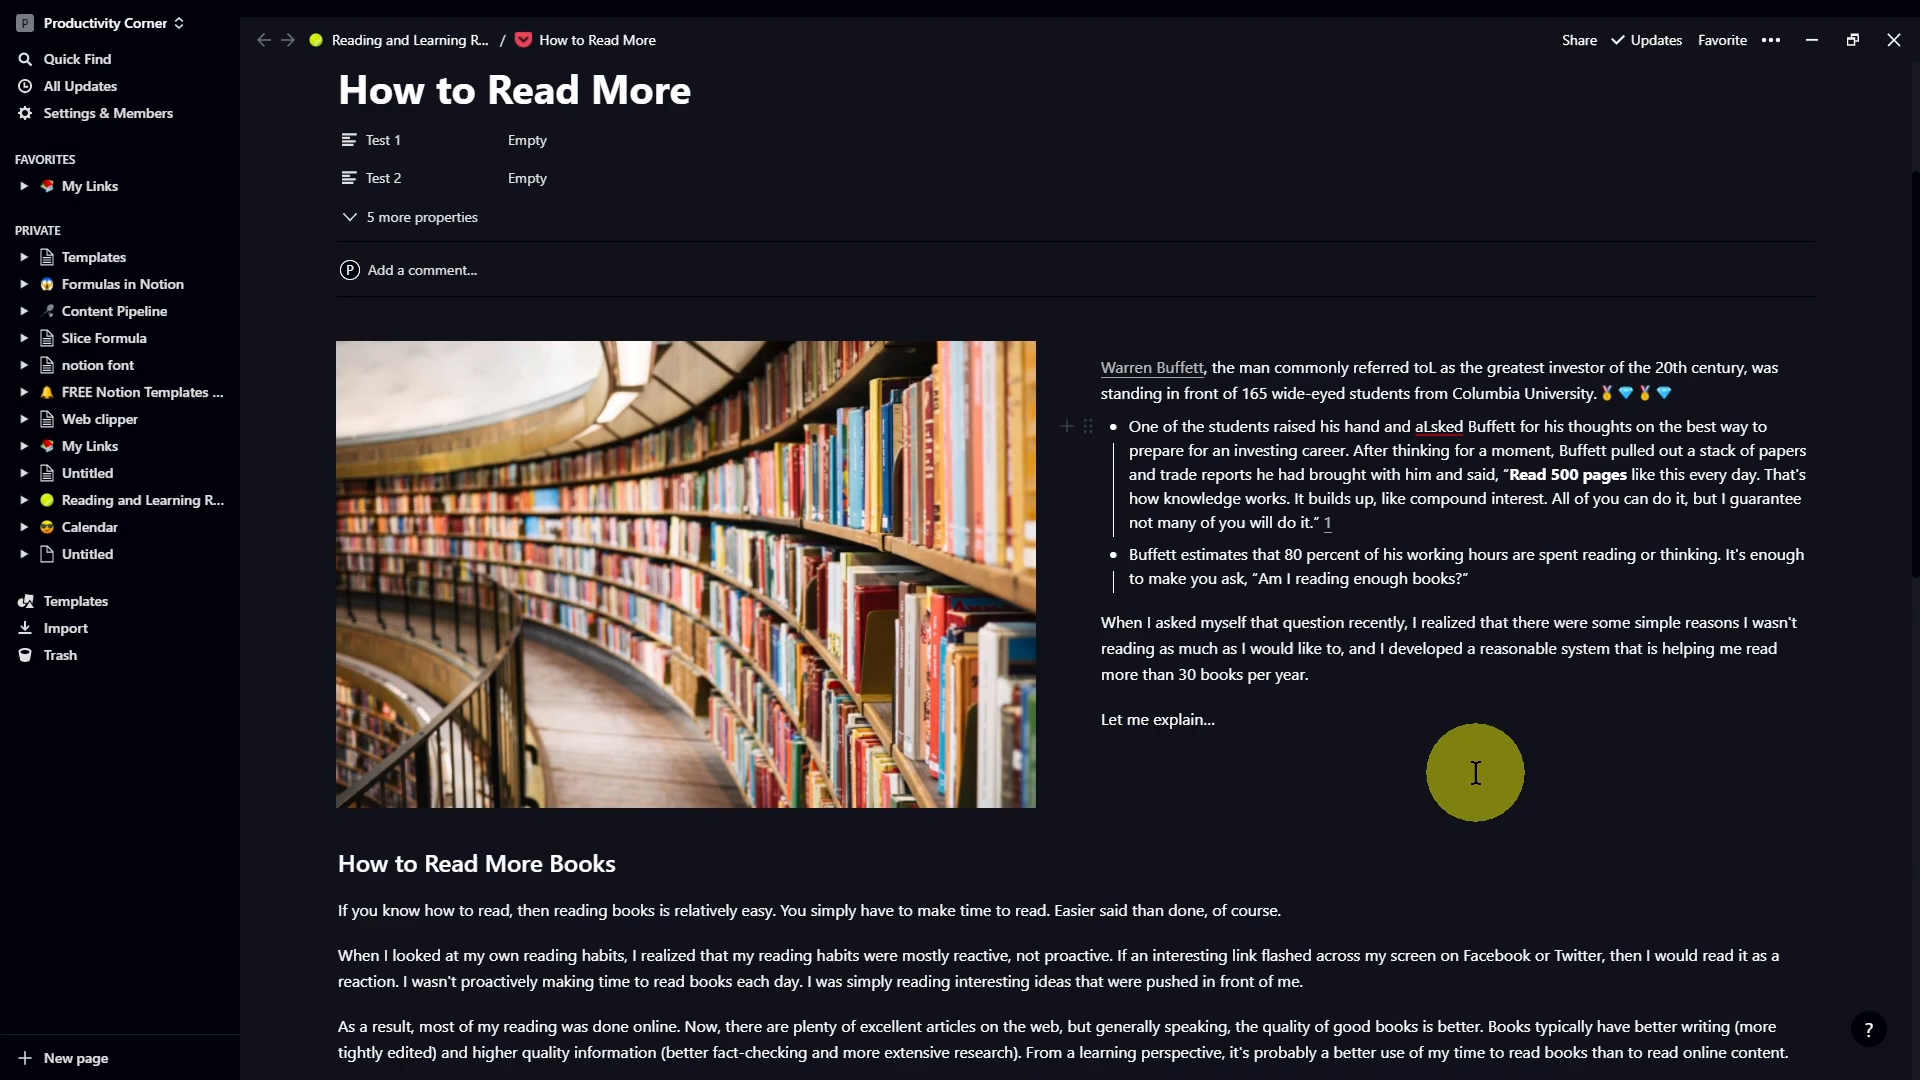 P Productivity Corner
Quick Find
All Updates
Settings & Members
FAVORITES
My Links
PRIVATE
Templates
Formulas in Notion
Content Pipeline
Slice Formula
notion font
FREE Notion Templates ...
Web clipper
My Links
Untitled
Reading and Learning R...
Calendar
Untitled
Templates
Import
Trash
New page
Reading and Learning R... / How to Read More
Share Updates Favorite
How to Read More
Test 1 Empty
Test 2 Empty
5 more properties
P Add a comment...
Warren Buffett, the man commonly referred toL as the greatest investor of the 20th century, was
standing in front of 165 wide-eyed students from Columbia University.🏅💎🏅💎
• One of the students raised his hand and aLsked Buffett for his thoughts on the best way to
prepare for an investing career. After thinking for a moment, Buffett pulled out a stack of papers
and trade reports he had brought with him and said, “Read 500 pages like this every day. That's
how knowledge works. It builds up, like compound interest. All of you can do it, but I guarantee
not many of you will do it.” 1
• Buffett estimates that 80 percent of his working hours are spent reading or thinking. It's enough
to make you ask, “Am I reading enough books?”
When I asked myself that question recently, I realized that there were some simple reasons I wasn't
reading as much as I would like to, and I developed a reasonable system that is helping me read
more than 30 books per year.
Let me explain...
How to Read More Books
If you know how to read, then reading books is relatively easy. You simply have to make time to read. Easier said than done, of course.
When I looked at my own reading habits, I realized that my reading habits were mostly reactive, not proactive. If an interesting link flashed across my screen on Facebook or Twitter, then I would read it as a
reaction. I wasn't proactively making time to read books each day. I was simply reading interesting ideas that were pushed in front of me.
As a result, most of my reading was done online. Now, there are plenty of excellent articles on the web, but generally speaking, the quality of good books is better. Books typically have better writing (more
tightly edited) and higher quality information (better fact-checking and more extensive research). From a learning perspective, it's probably a better use of my time to read books than to read online content.
?